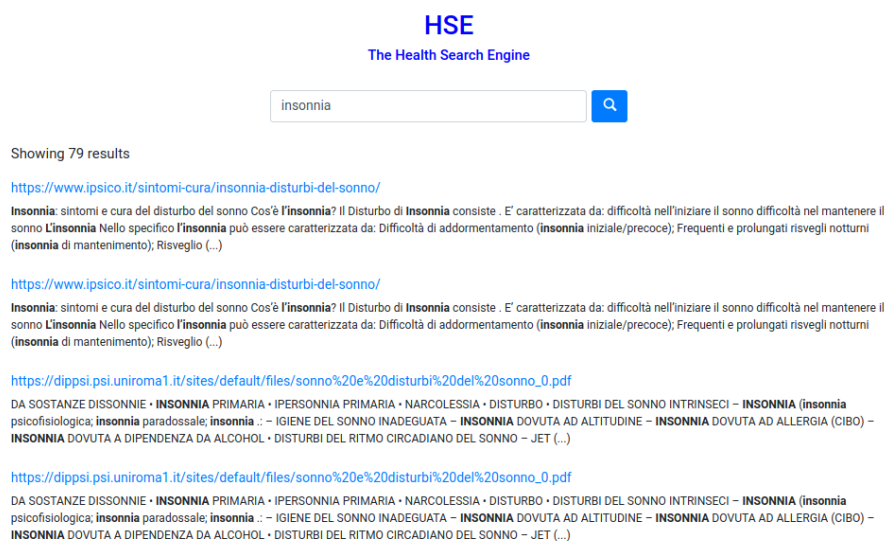 HSE
The Health Search Engine
insonnia
Showing 79 results
https://www.ipsico.it/sintomi-cura/insonnia-disturbi-del-sonno/
Insonnia: sintomi e cura del disturbo del sonno Cos'è l'insonnia? Il Disturbo di Insonnia consiste . E' caratterizzata da: difficoltà nell'iniziare il sonno difficoltà nel mantenere il
sonno L'insonnia Nello specifico l'insonnia può essere caratterizzata da: Difficoltà di addormentamento (insonnia iniziale/precoce); Frequenti e prolungati risvegli notturni
(insonnia di mantenimento); Risveglio (...)
https://www.ipsico.it/sintomi-cura/insonnia-disturbi-del-sonno/
Insonnia: sintomi e cura del disturbo del sonno Cos'è l'insonnia? Il Disturbo di Insonnia consiste . E' caratterizzata da: difficoltà nell'iniziare il sonno difficoltà nel mantenere il
sonno L'insonnia Nello specifico l'insonnia può essere caratterizzata da: Difficoltà di addormentamento (insonnia iniziale/precoce); Frequenti e prolungati risvegli notturni
(insonnia di mantenimento); Risveglio (...)
https://dippsi.psi.uniroma1.it/sites/default/files/sonno%20e%20disturbi%20del%20sonno_0.pdf
DA SOSTANZE DISSONNIE • INSONNIA PRIMARIA • IPERSONNIA PRIMARIA • NARCOLESSIA • DISTURBO • DISTURBI DEL SONNO INTRINSECI – INSONNIA (insonnia
psicofisiologica; insonnia paradossale; insonnia .: – IGIENE DEL SONNO INADEGUATA – INSONNIA DOVUTA AD ALTITUDINE – INSONNIA DOVUTA AD ALLERGIA (CIBO) –
INSONNIA DOVUTA A DIPENDENZA DA ALCOHOL • DISTURBI DEL RITMO CIRCADIANO DEL SONNO – JET (...)
https://dippsi.psi.uniroma1.it/sites/default/files/sonno%20e%20disturbi%20del%20sonno_0.pdf
DA SOSTANZE DISSONNIE • INSONNIA PRIMARIA • IPERSONNIA PRIMARIA • NARCOLESSIA • DISTURBO • DISTURBI DEL SONNO INTRINSECI – INSONNIA (insonnia
psicofisiologica; insonnia paradossale; insonnia .: – IGIENE DEL SONNO INADEGUATA – INSONNIA DOVUTA AD ALTITUDINE – INSONNIA DOVUTA AD ALLERGIA (CIBO) –
INSONNIA DOVUTA A DIPENDENZA DA ALCOHOL • DISTURBI DEL RITMO CIRCADIANO DEL SONNO – JET (...)